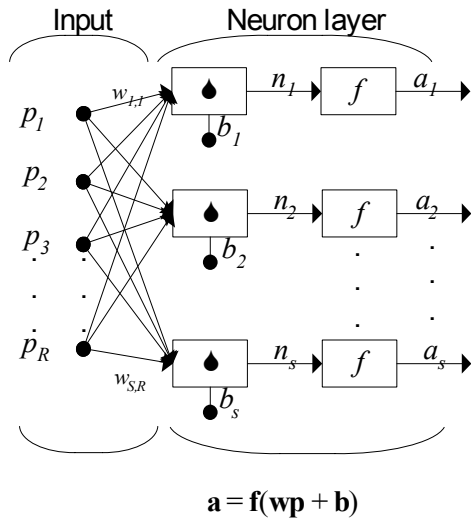 Input Neuron layer
w1,1 n1 f a1
p1
b1
p2 n2 f a2
p3 b2
pR ns f as
wS,R bs
a = f(wp + b)